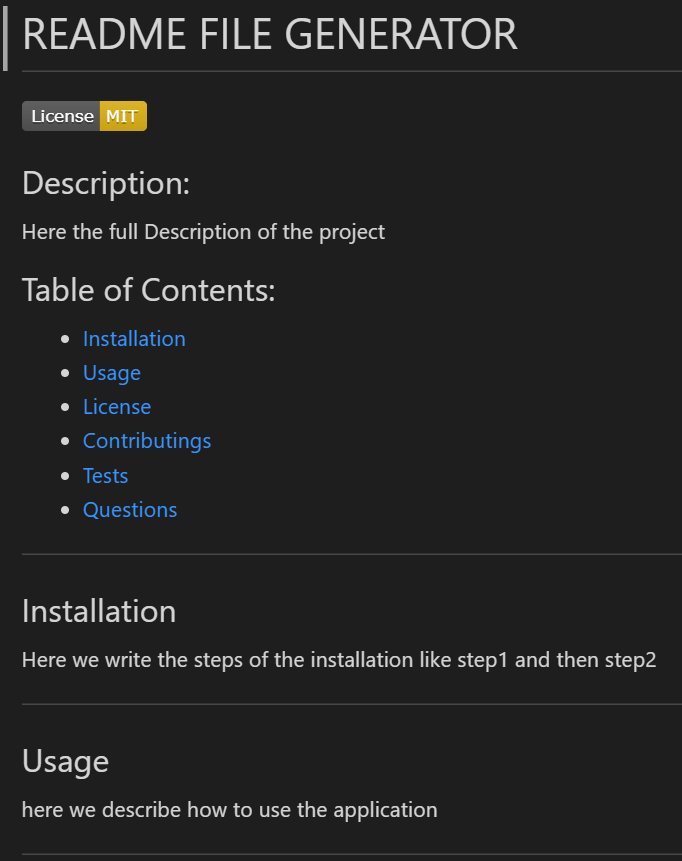 README FILE GENERATOR
License MIT
Description:
Here the full Description of the project
Table of Contents:
Installation
Usage
License
Contributings
Tests
Questions
Installation
Here we write the steps of the installation like step1 and then step2
Usage
here we describe how to use the application